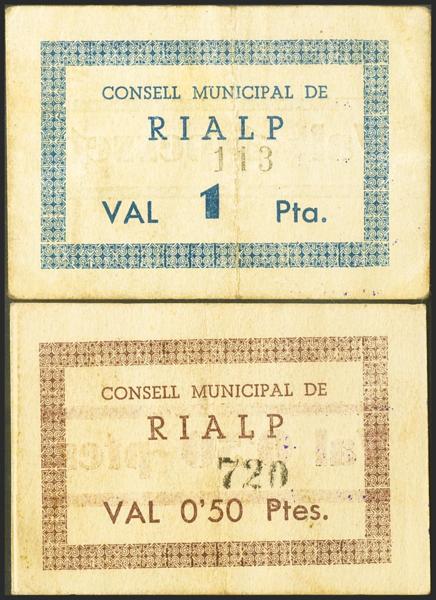 CONSELL MUNICIPAL DE
RIALP
113
VAL 1 Pta.
CONSELL MUNICIPAL DE
RIALP
720
VAL 0'50 Ptes.